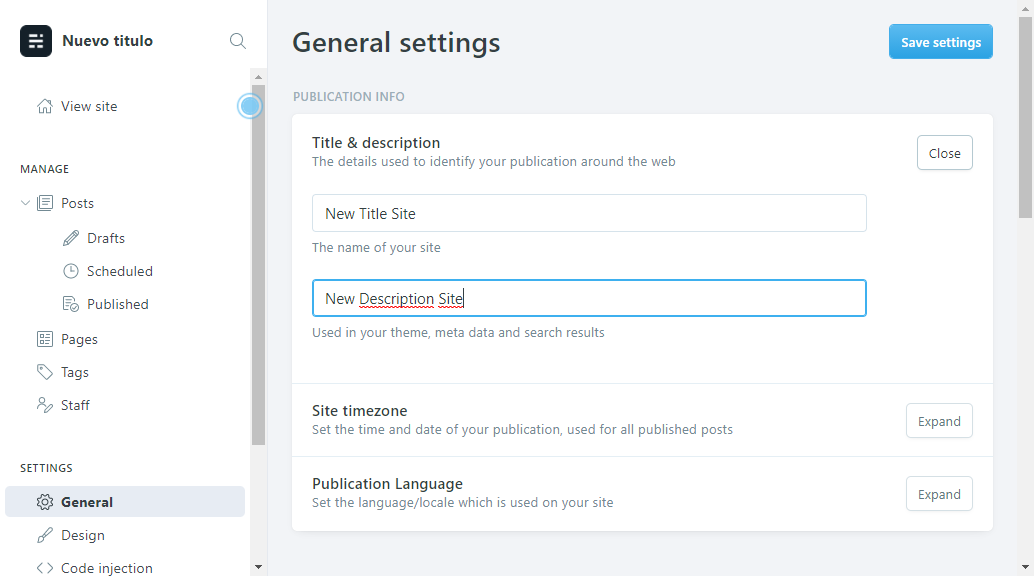 Nuevo titulo
View site
MANAGE
Posts
Drafts
Scheduled
Published
Pages
Tags
Staff
SETTINGS
General
Design
Code injection
General settings
Save settings
PUBLICATION INFO
Title & description
The details used to identify your publication around the web
Close
New Title Site
The name of your site
New Description Site
Used in your theme, meta data and search results
Site timezone
Set the time and date of your publication, used for all published posts
Expand
Publication Language
Set the language/locale which is used on your site
Expand